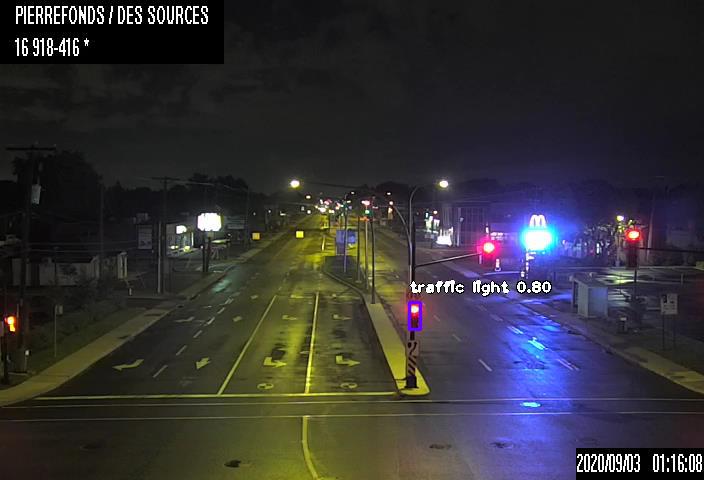 PIERREFONDS / DES SOURCES
16 918-416 *
traffic light 0.80
2020/09/03 01:16:08